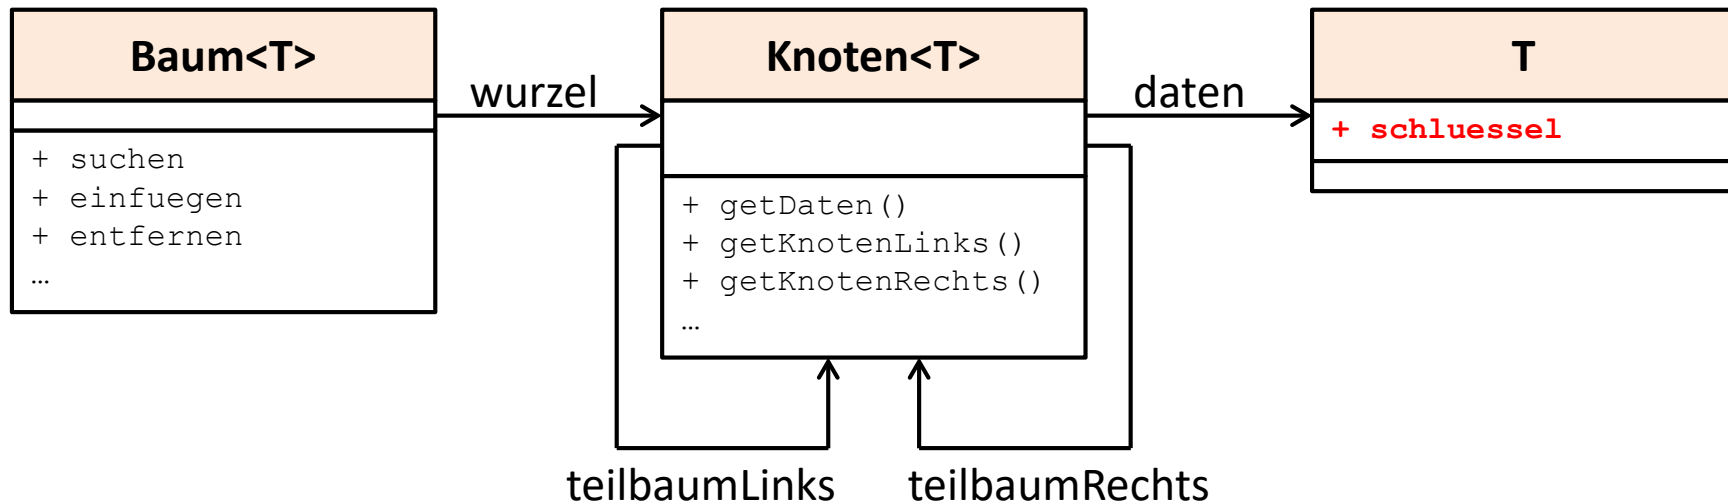 Baum<T>
+ suchen
+ einfuegen
+ entfernen
…
wurzel
Knoten<T>
+ getDaten()
+ getKnotenLinks()
+ getKnotenRechts()
…
daten
T
+ schluessel
teilbaumLinks
teilbaumRechts